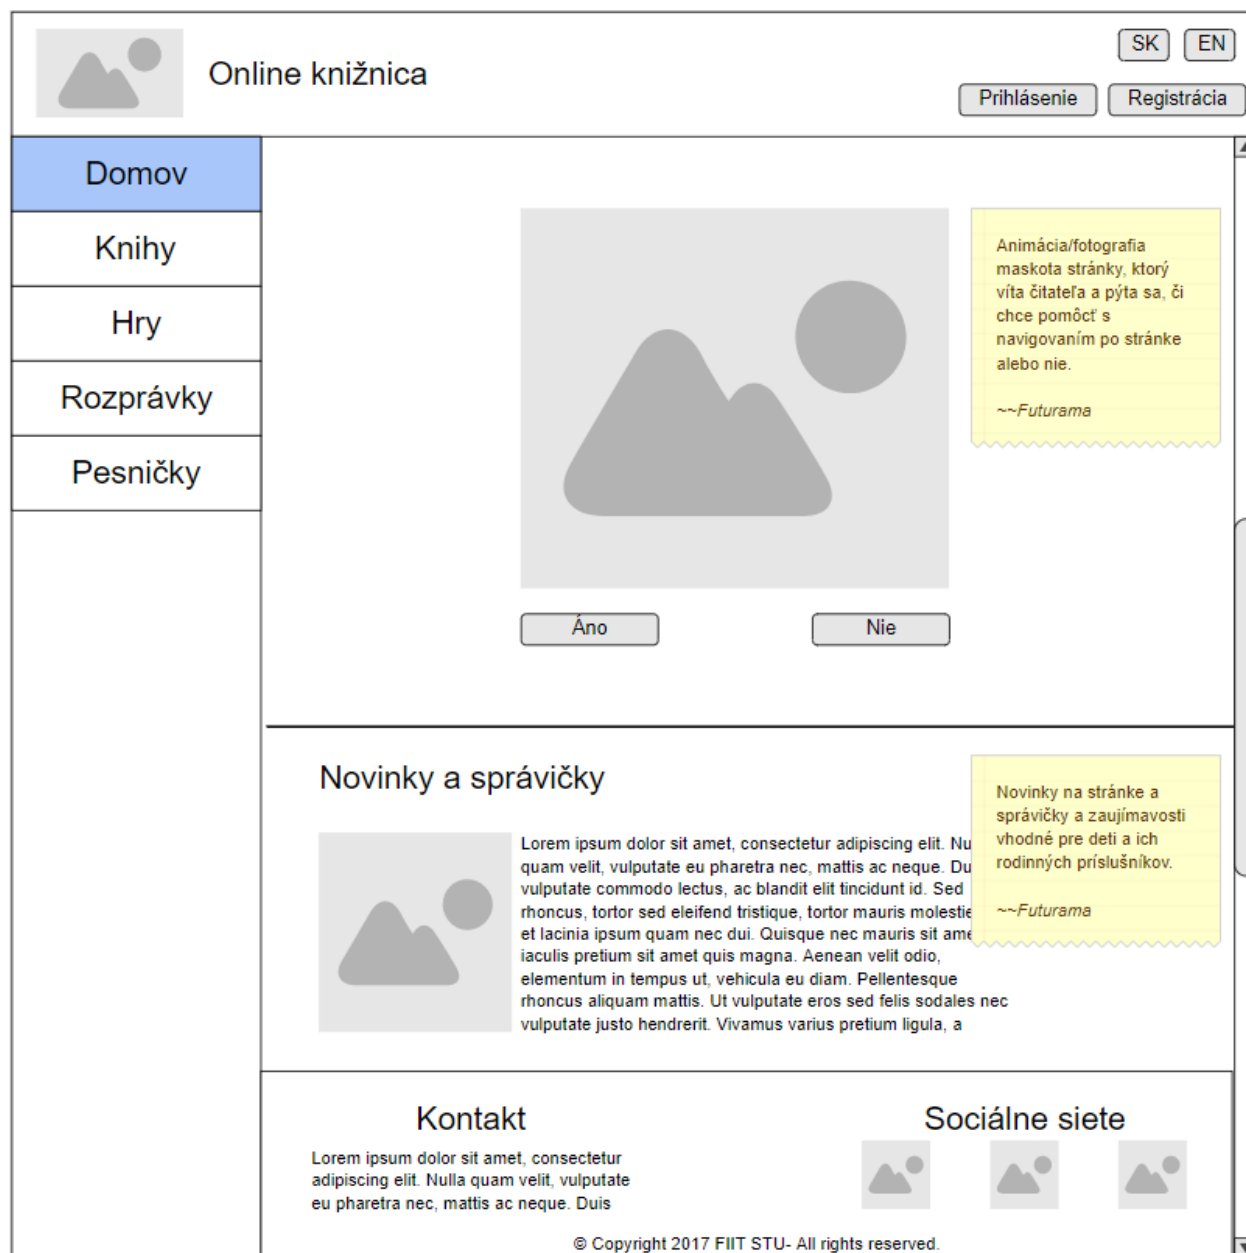 Online knižnica
SK
EN
Prihlásenie
Registrácia
Domov
Knihy
Hry
Rozprávky
Pesničky
Animácia/fotografia
maskota stránky, ktorý
víta čitateľa a pýta sa, či
chce pomôcť s
navigovaním po stránke
alebo nie.
~~Futurama
Áno
Nie
Novinky a správičky
Lorem ipsum dolor sit amet, consectetur adipiscing elit. Nu
quam velit, vulputate eu pharetra nec, mattis ac neque. Du
vulputate commodo lectus, ac blandit elit tincidunt id. Sed
rhoncus, tortor sed eleifend tristique, tortor mauris molestie
et lacinia ipsum quam nec dui. Quisque nec mauris sit ame
iaculis pretium sit amet quis magna. Aenean velit odio,
elementum in tempus ut, vehicula eu diam. Pellentesque
rhoncus aliquam mattis. Ut vulputate eros sed felis sodales nec
vulputate justo hendrerit. Vivamus varius pretium ligula, a
Novinky na stránke a
správičky a zaujímavosti
vhodné pre deti a ich
rodinných príslušníkov.
~~Futurama
Kontakt
Lorem ipsum dolor sit amet, consectetur
adipiscing elit. Nulla quam velit, vulputate
eu pharetra nec, mattis ac neque. Duis
Sociálne siete
© Copyright 2017 FIIT STU- All rights reserved.